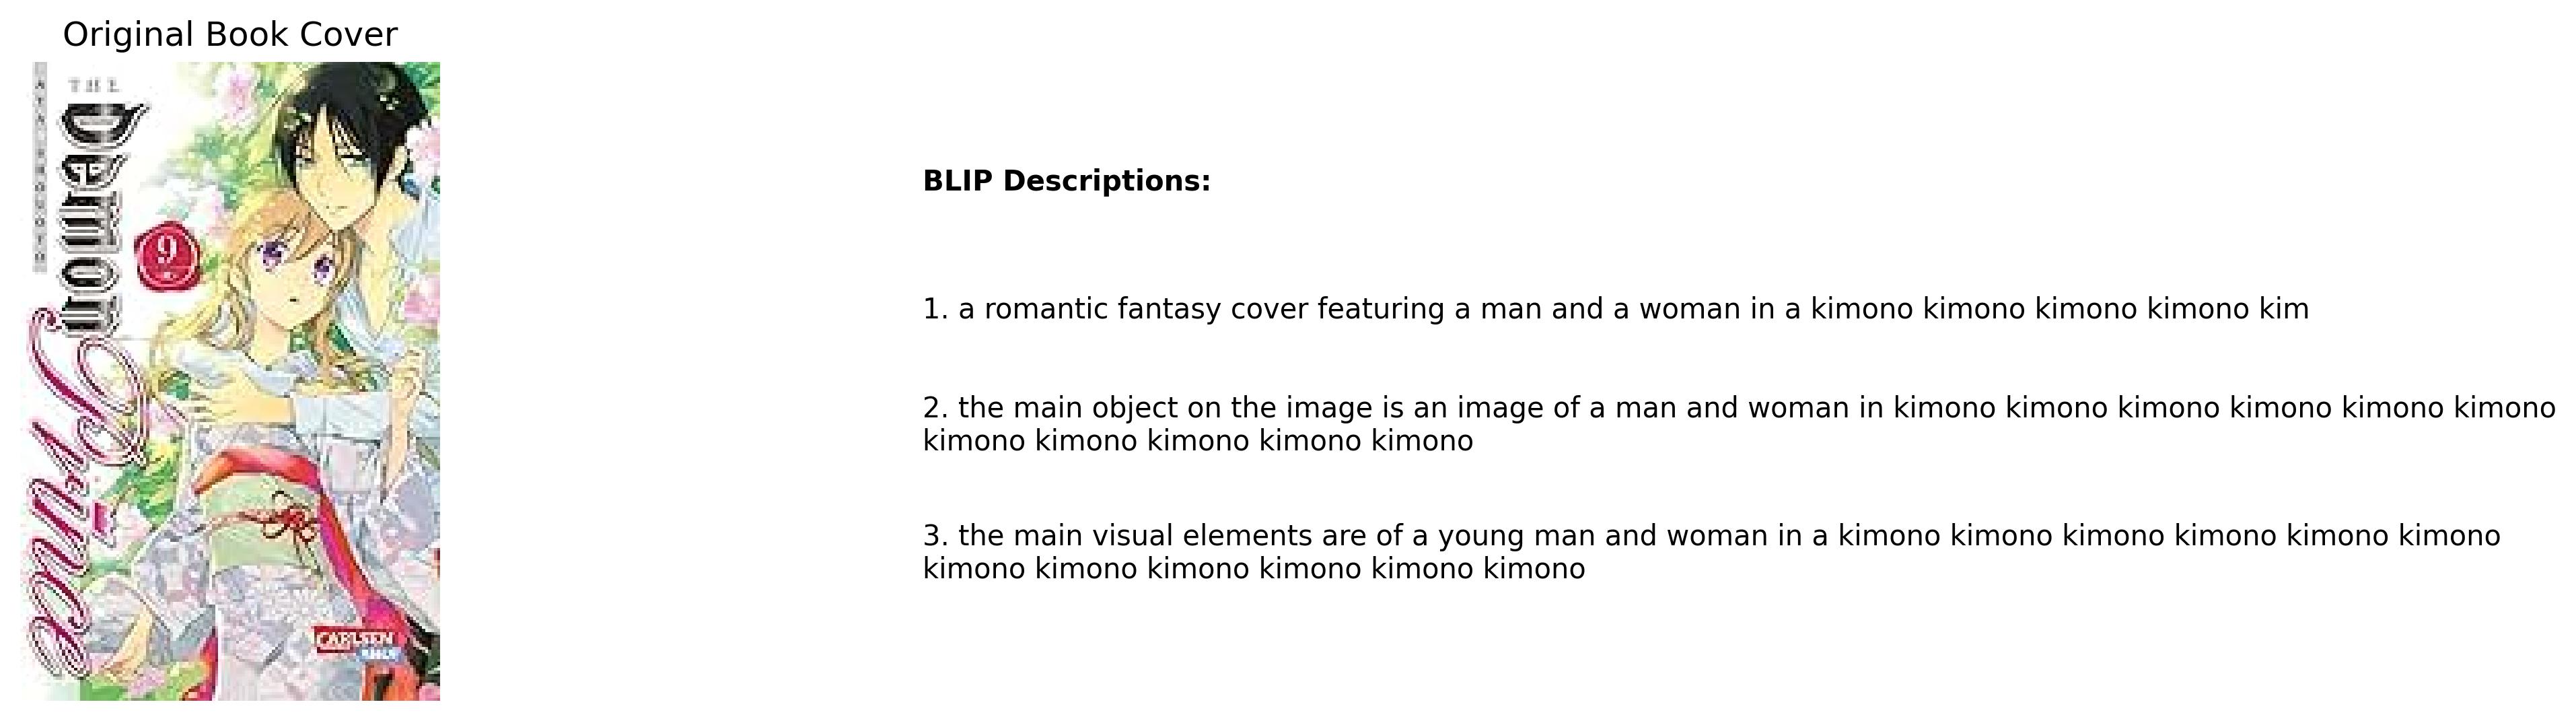 Original Book Cover
AYA SHOUOTO
THE
Demon
Prince
9
CARLSEN
BLIP Descriptions:
1. a romantic fantasy cover featuring a man and a woman in a kimono kimono kimono kimono kim
2. the main object on the image is an image of a man and woman in kimono kimono kimono kimono kimono kimono
kimono kimono kimono kimono kimono
3. the main visual elements are of a young man and woman in a kimono kimono kimono kimono kimono kimono
kimono kimono kimono kimono kimono kimono